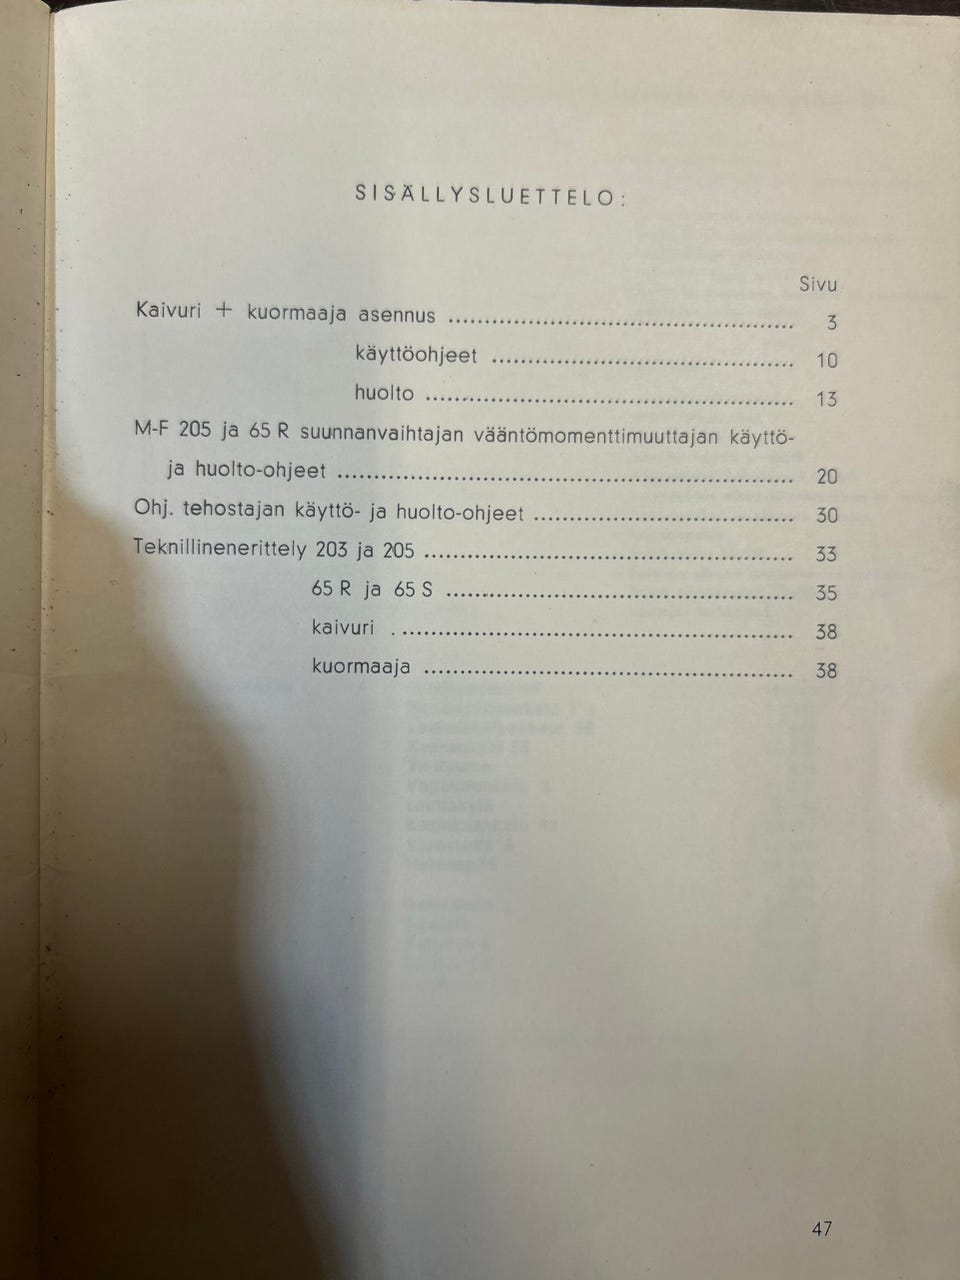 SISÄLLYSLUETTELO:
Sivu
Kaivuri + kuormaaja asennus ................................................ 3
käyttöohjeet .......................................... 10
huolto ................................................... 13
M-F 205 ja 65 R suunnanvaihtajan vääntömomenttimuuttajan käyttö-
ja huolto-ohjeet ............................................................... 20
Ohj. tehostajan käyttö- ja huolto-ohjeet .................................... 30
Teknillinenerittely 203 ja 205 ................................................... 33
65 R ja 65 S ................................................ 35
kaivuri . ...................................................... 38
kuormaaja ................................................... 38
47